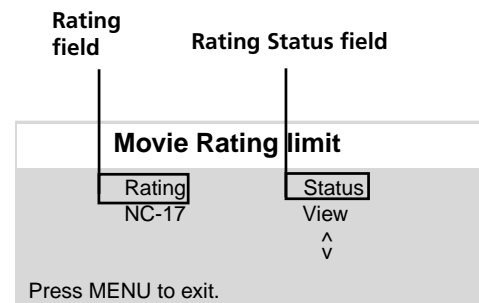 Rating
field
Rating Status field
Movie Rating limit
Rating Status
NC-17 View
^
v
Press MENU to exit.